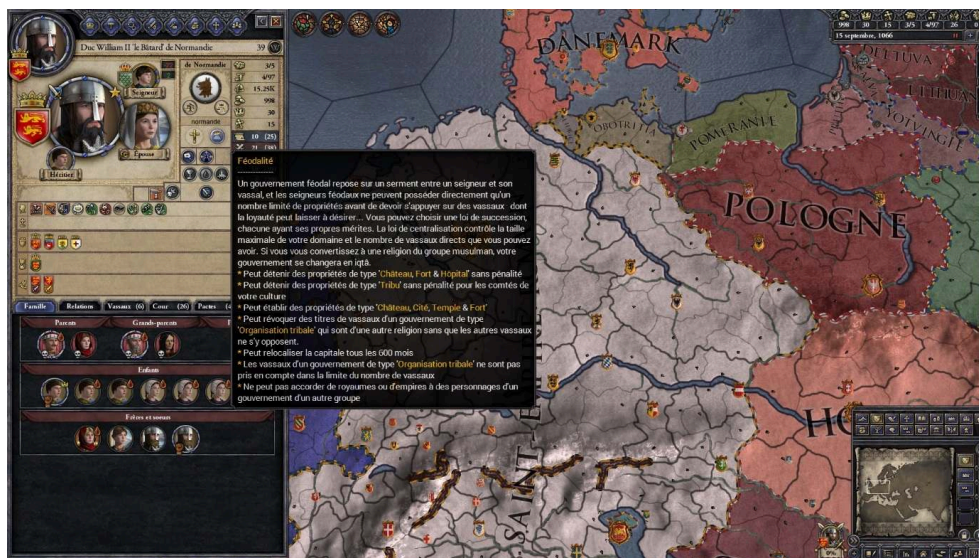 Duc William II 'le Bâtard' de Normandie
39
998
30
15
3/5
4/97
26
15 septembre, 1066
de Normandie
Seigneur
normande
Épouse
Héritier
3/5
4/97
15.25K
998
30
15
10 (25)
21 (38)
Féodalité
--------------
Un gouvernement féodal repose sur un serment entre un seigneur et son
vassal, et les seigneurs féodaux ne peuvent posséder directement qu'un
nombre limité de propriétés avant de devoir s'appuyer sur des vassaux dont
la loyauté peut laisser à désirer... Vous pouvez choisir une loi de succession,
chacune ayant ses propres mérites. La loi de centralisation contrôle la taille
maximale de votre domaine et le nombre de vassaux directs que vous pouvez
avoir. Si vous vous convertissez à une religion du groupe musulman, votre
gouvernement se changera en iqtâ.
* Peut détenir des propriétés de type 'Château, Fort & Hôpital' sans pénalité
* Peut détenir des propriétés de type 'Tribu' sans pénalité pour les comtés de
votre culture
* Peut établir des propriétés de type 'Château, Cité, Temple & Fort'
* Peut révoquer des titres de vassaux d'un gouvernement de type
'Organisation tribale' qui sont d'une autre religion sans que les autres vassaux
ne s'y opposent.
* Peut relocaliser la capitale tous les 600 mois
* Les vassaux d'un gouvernement de type 'Organisation tribale' ne sont pas
pris en compte dans la limite du nombre de vassaux
* Ne peut pas accorder de royaumes ou d'empires à des personnages d'un
gouvernement d'un autre groupe
Famille
Relations
Vassaux (6)
Cour (26)
Pactes
Parents
Grands-parents
Enfants
Frères et soeurs
DANEMARK
OBOTRITIA
POMÉRANIE
YOTVINGIE
POLOGNE
SAINT
HO
0%